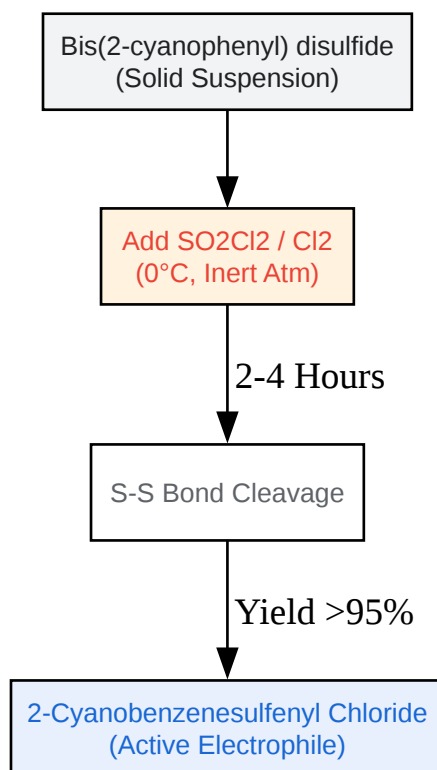 Bis(2-cyanophenyl) disulfide
(Solid Suspension)
Add SO2Cl2 / Cl2
(0°C, Inert Atm)
2-4 Hours
S-S Bond Cleavage
Yield >95%
2-Cyanobenzenesulfenyl Chloride
(Active Electrophile)